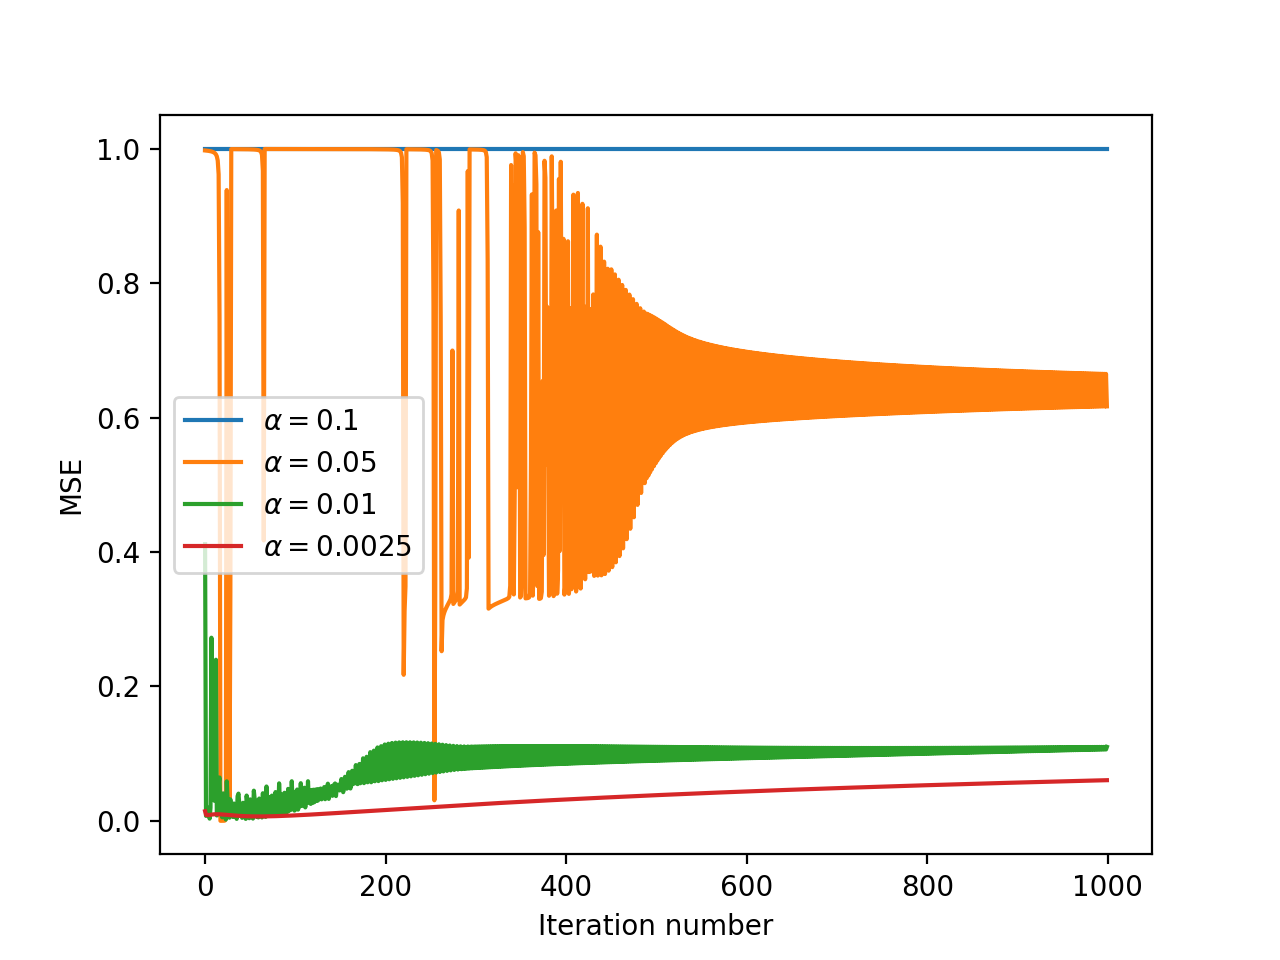 1.0
0.8
0.6
0.4
0.2
0.0
MSE
α = 0.1
α = 0.05
α = 0.01
α = 0.0025
0 200 400 600 800 1000
Iteration number